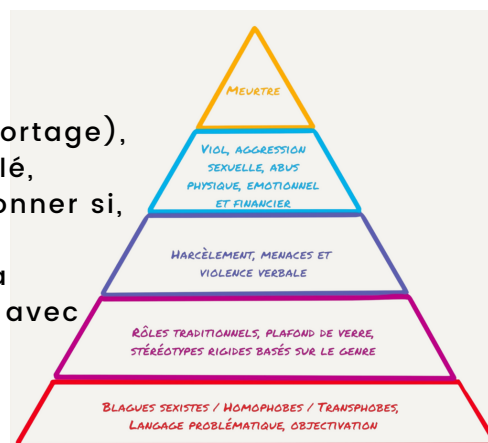 ortage),
lé,
onner si,
a
avec
MEURTRE
VIOL, AGGRESSION
SEXUELLE, ABUS
PHYSIQUE, EMOTIONNEL
ET FINANCIER
HARCÈLEMENT, MENACES ET
VIOLENCE VERBALE
RÔLES TRADITIONNELS, PLAFOND DE VERRE,
STÉRÉOTYPES RIGIDES BASÉS SUR LE GENRE
BLAGUES SEXISTES / HOMOPHOBES / TRANSPHOBES,
LANGAGE PROBLÉMATIQUE, OBJECTIVATION